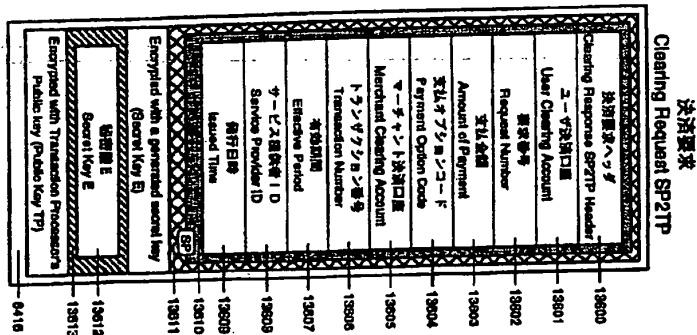 決済要求
Clearing Request SP2TP
決済要求ヘッダ
Clearing Response SP2TP Header
ユーザ決済口座
User Clearing Account
要求番号
Request Number
支払金額
Amount of Payment
支払オプションコード
Payment Option Code
マーチャント決済口座
Merchant Clearing Account
トランザクション番号
Transaction Number
有効期間
Effective Period
サービス提供者ID
Service Provider ID
発行日時
Issued Time
SP
Encrypted with a generated secret key
(Secret Key E)
秘密鍵E
Secret Key E
Encrypted with Transaction Processor's
Public key (Public Key TP)
13600
13601
13602
13603
13604
13605
13606
13607
13608
13609
13610
13611
13612
13613
6416